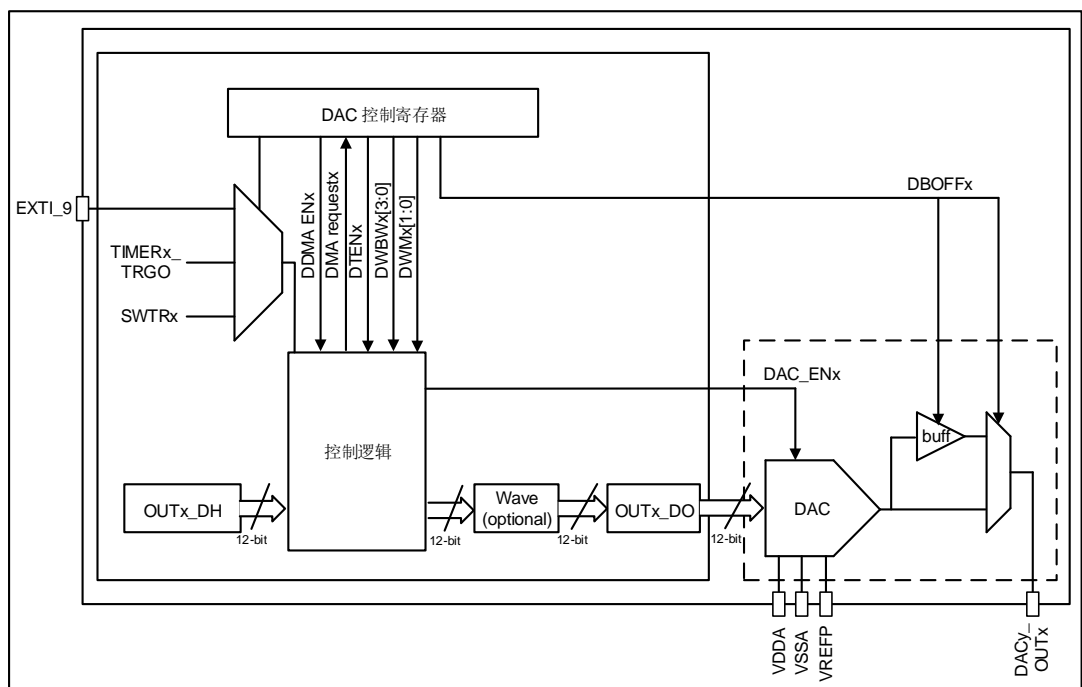 DAC 控制寄存器
EXTI_9
TIMERx_
TRGO
SWTRx
DDMA ENx
DMA requestx
DTENx
DWBWx[3:0]
DWMx[1:0]
DBOFFx
DAC_ENx
控制逻辑
buff
OUTx_DH
12-bit
12-bit
Wave
(optional)
12-bit
OUTx_DO
12-bit
DAC
VDDA
VSSA
VREFP
DACy_
OUTx